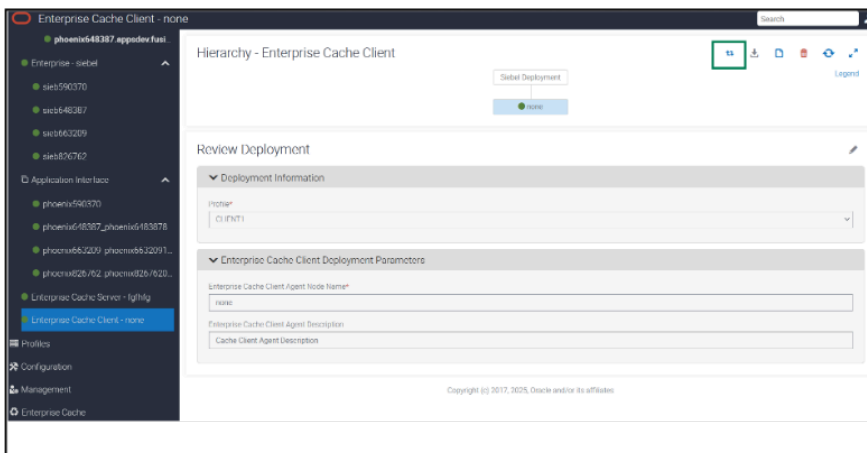 Enterprise Cache Client - none
Search
phoenix648387.appsdev.fusi..
Enterprise - siebel
sieb590370
sieb648387
sieb663209
sieb826762
Application Interface
phoenix590370
phoenix648387_phoenix6483878
phoenix663209_phoenix6632091...
phoenix826762_phoenix8267620...
Enterprise Cache Server - fgfhfg
Enterprise Cache Client - none
Profiles
Configuration
Management
Enterprise Cache
Hierarchy - Enterprise Cache Client
Legend
Siebel Deployment
none
Review Deployment
Deployment Information
Profile*
CLIENT1
Enterprise Cache Client Deployment Parameters
Enterprise Cache Client Agent Node Name*
none
Enterprise Cache Client Agent Description
Cache Client Agent Description
Copyright (c) 2017, 2025, Oracle and/or its affiliates